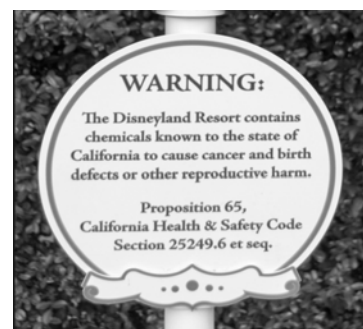 WARNING:
The Disneyland Resort contains
chemicals known to the state of
California to cause cancer and birth
defects or other reproductive harm.
Proposition 65,
California Health & Safety Code
Section 25249.6 et seq.